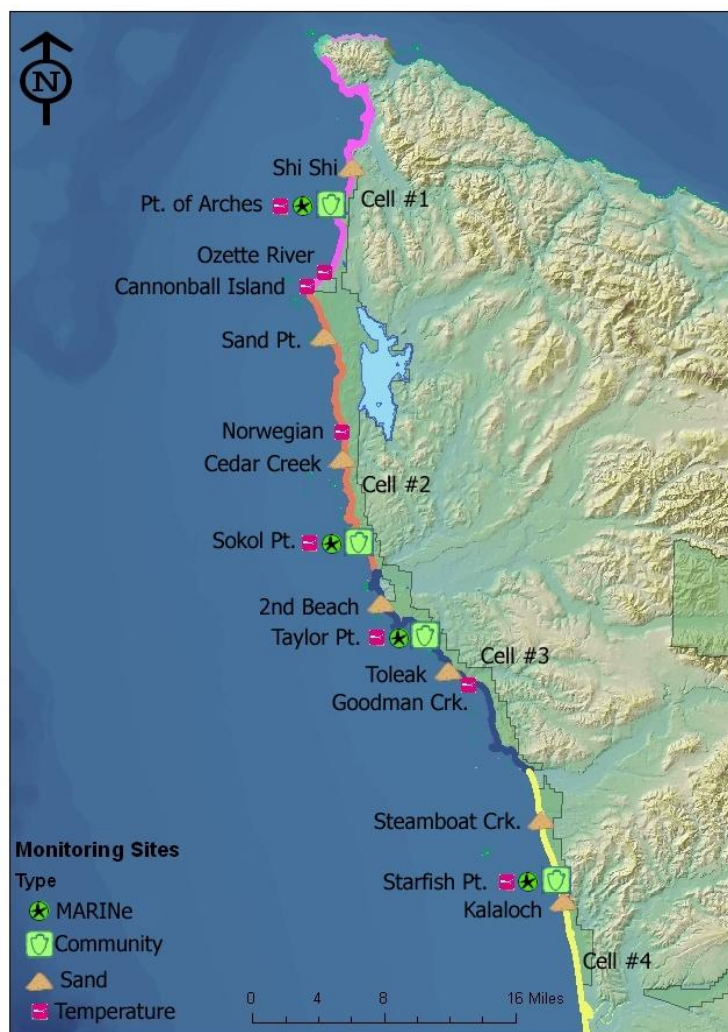 N
Shi Shi
Pt. of Arches
Cell #1
Ozette River
Cannonball Island
Sand Pt.
Norwegian
Cedar Creek
Cell #2
Sokol Pt.
2nd Beach
Taylor Pt.
Cell #3
Toleak
Goodman Crk.
Steamboat Crk.
Starfish Pt.
Kalaloch
Cell #4
Monitoring Sites
Type
MARINe
Community
Sand
Temperature
0 4 8 16 Miles